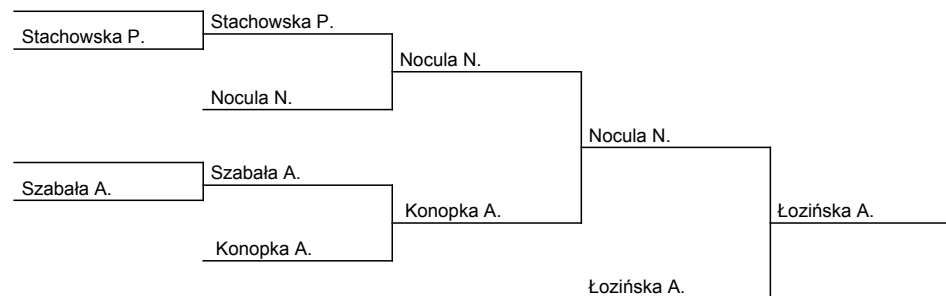 Stachowska P.
Stachowska P.
Nocula N.
Nocula N.
Nocula N.
Szabała A.
Szabała A.
Konopka A.
Łozińska A.
Konopka A.
Łozińska A.